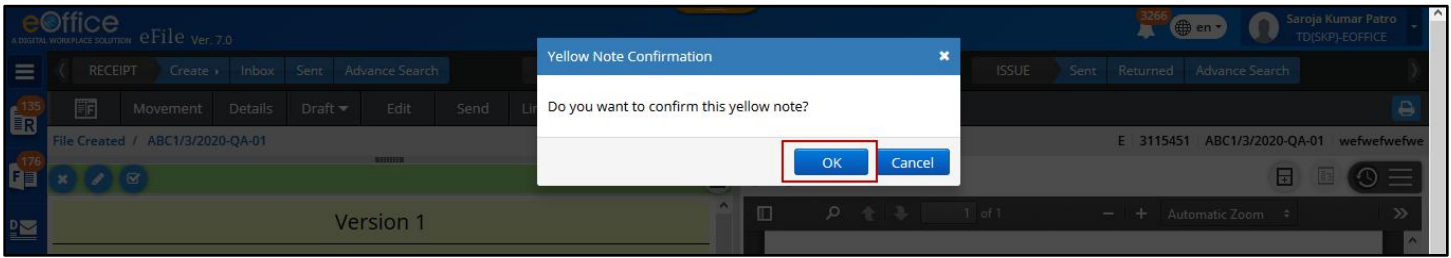 eOffice
A DIGITAL WORKPLACE SOLUTION eFile Ver. 7.0
3266 en Saroja Kumar Patro
TD(SKP)-EOFFICE
Yellow Note Confirmation ×
RECEIPT Create Inbox Sent Advance Search ISSUE Sent Returned Advance Search
Do you want to confirm this yellow note?
135 R Movement Details Draft Edit Send
File Created / ABC1/3/2020-QA-01 E 3115451 ABC1/3/2020-QA-01 wefwefwefwe
OK Cancel
176 F
Version 1 1 of 1 − + Automatic Zoom
D